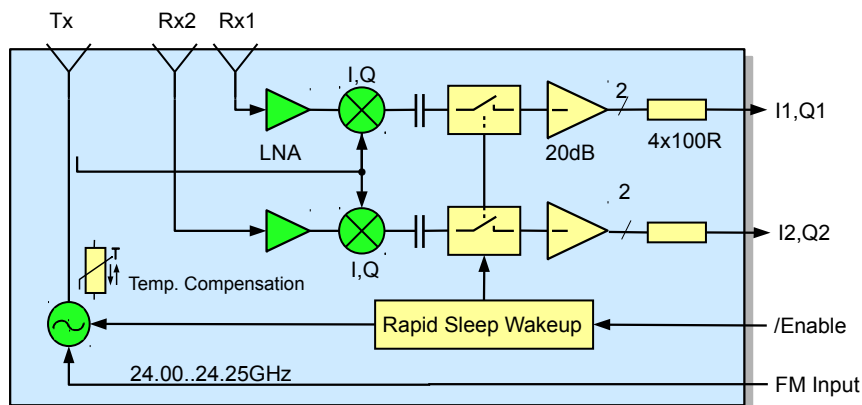 Tx Rx2 Rx1
I,Q
2
I1,Q1
LNA
20dB
4x100R
2
I2,Q2
I,Q
T
Temp. Compensation
Rapid Sleep Wakeup
/Enable
24.00..24.25GHz
FM Input